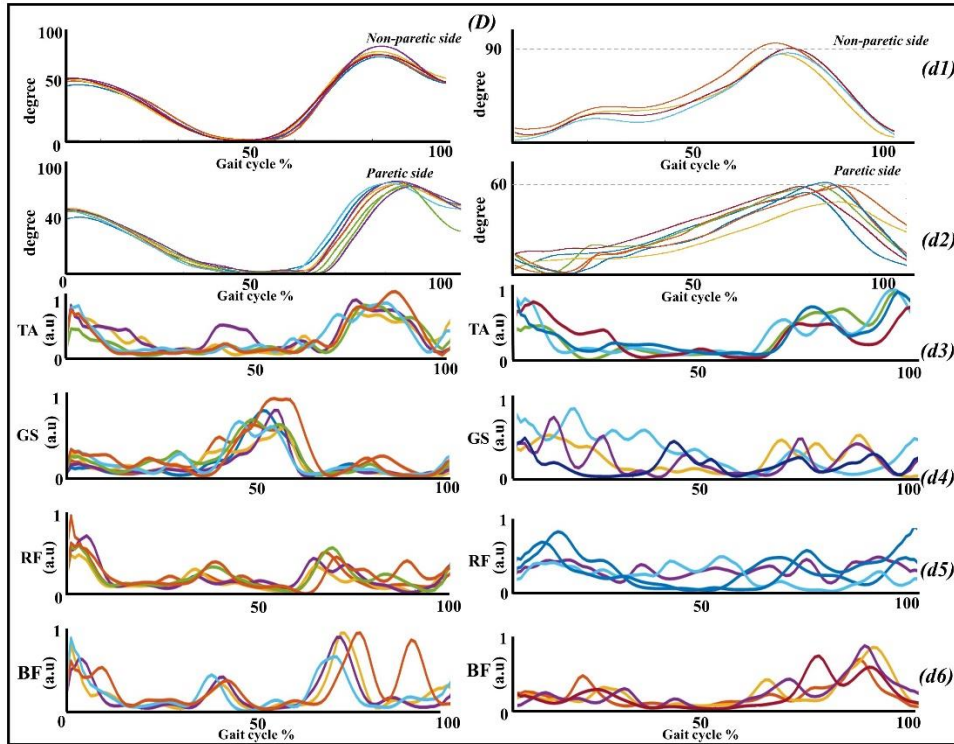 (D)
100
50
0
degree
Non-paretic side
50
100
Gait cycle %
90
degree
Non-paretic side
(d1)
50
100
Gait cycle %
100
40
0
degree
Paretic side
0
50
100
Gait cycle %
60
degree
Paretic side
(d2)
0
50
100
Gait cycle %
TA
(a.u)
1
0
50
100
TA
(a.u)
1
0
50
100
(d3)
GS
(a.u)
1
0
50
100
GS
(a.u)
1
0
50
100
(d4)
RF
(a.u)
1
0
50
100
RF
(a.u)
1
0
50
100
(d5)
BF
(a.u)
1
0
50
100
Gait cycle %
BF
(a.u)
1
0
50
100
Gait cycle %
(d6)